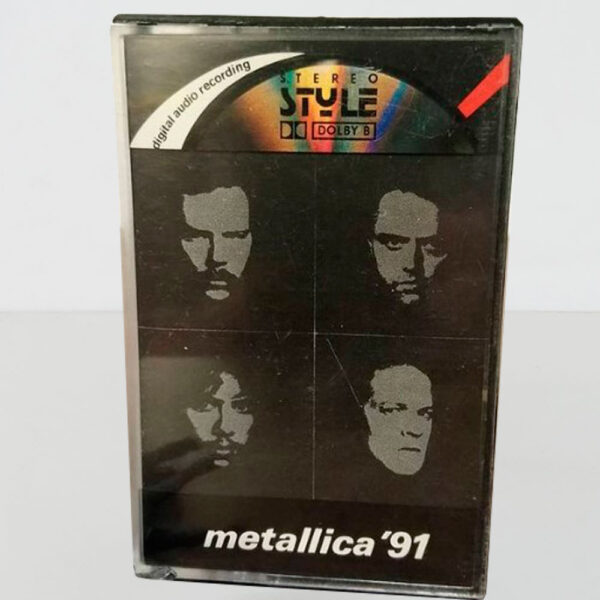 digital audio recording
STEREO
STYLE
DOLBY B
metallica '91